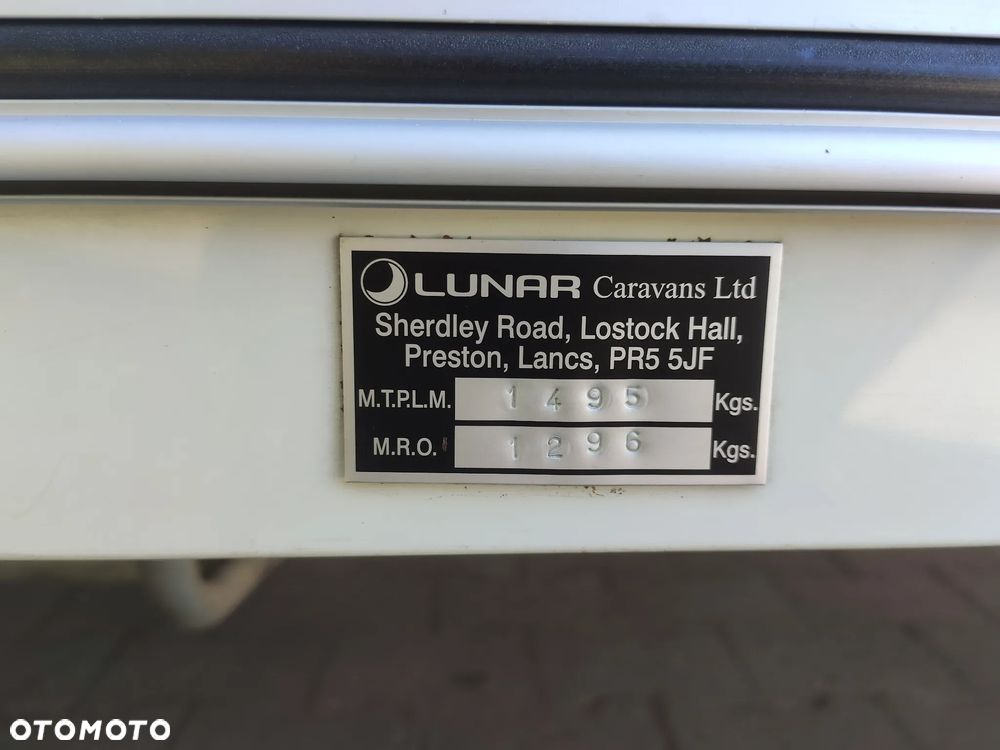 LUNAR Caravans Ltd
Sherdley Road, Lostock Hall,
Preston, Lancs, PR5 5JF
M.T.P.L.M. 1495 Kgs.
M.R.O. 1296 Kgs.
OTOMOTO